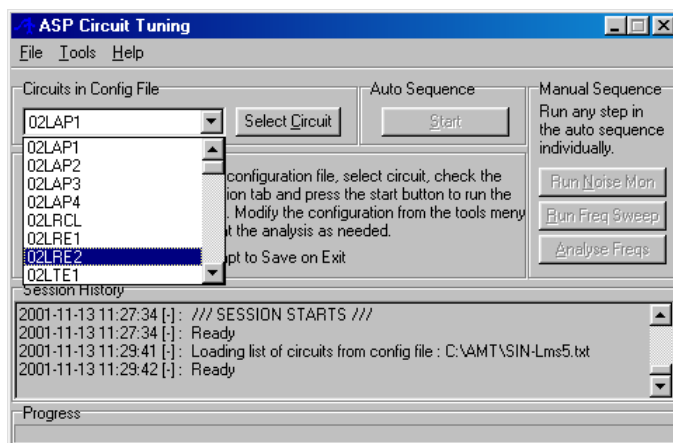 ASP Circuit Tuning
File Tools Help
Circuits in Config File
Auto Sequence
Manual Sequence
02LAP1
Select Circuit
Start
Run any step in
the auto sequence
individually.
02LAP1
02LAP2
02LAP3
02LAP4
02LRCL
02LRE1
02LRE2
02LTE1
configuration file, select circuit, check the
ion tab and press the start button to run the
. Modify the configuration from the tools meny
t the analysis as needed.
pt to Save on Exit
Run Noise Mon
Run Freq Sweep
Analyse Freqs
Session History
2001-11-13 11:27:34 [-] : /// SESSION STARTS ///
2001-11-13 11:27:34 [-] : Ready
2001-11-13 11:29:41 [-] : Loading list of circuits from config file : C:\AMT\SIN-Lms5.txt
2001-11-13 11:29:42 [-] : Ready
Progress